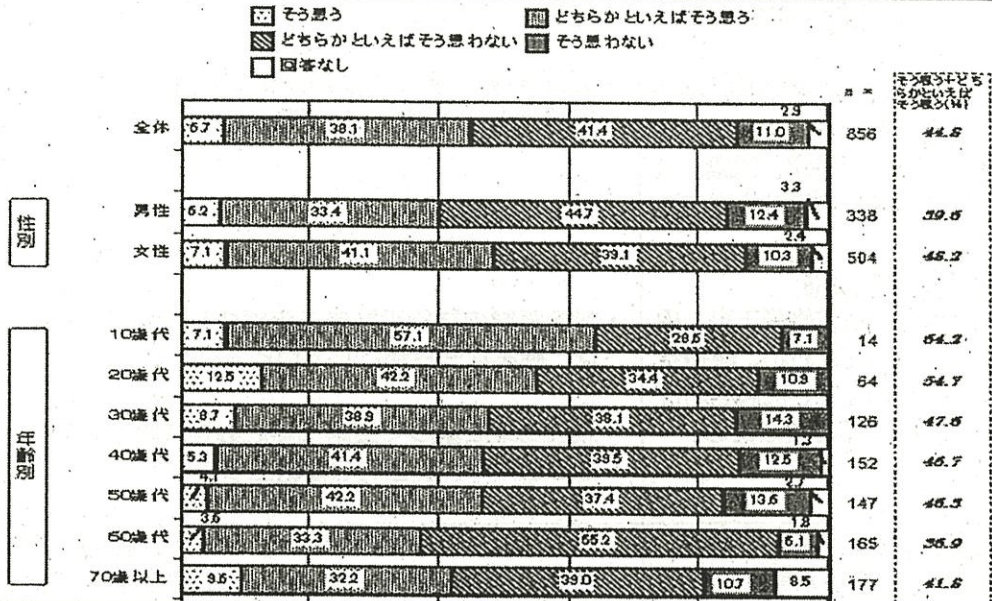 そう思う どちらかといえばそう思う
どちらかといえばそう思わない そう思わない
回答なし
そう思う+どち
らかといえば
そう思う(%)
全体 6.7 38.1 41.4 11.0 2.9 856 44.8
性別
男性 6.2 33.4 44.7 12.4 3.3 338 39.6
女性 7.1 41.1 39.1 10.3 2.4 504 48.2
年齢別
10歳代 7.1 57.1 28.6 7.1 14 64.2
20歳代 12.5 42.2 34.4 10.9 64 54.7
30歳代 8.7 38.9 38.1 14.3 126 47.6
40歳代 5.3 41.4 39.5 12.5 1.3 152 46.7
50歳代 4.1 42.2 37.4 13.6 2.7 147 46.3
60歳代 3.6 33.3 55.2 6.1 1.8 165 36.9
70歳以上 9.6 32.2 39.0 10.7 8.5 177 41.8